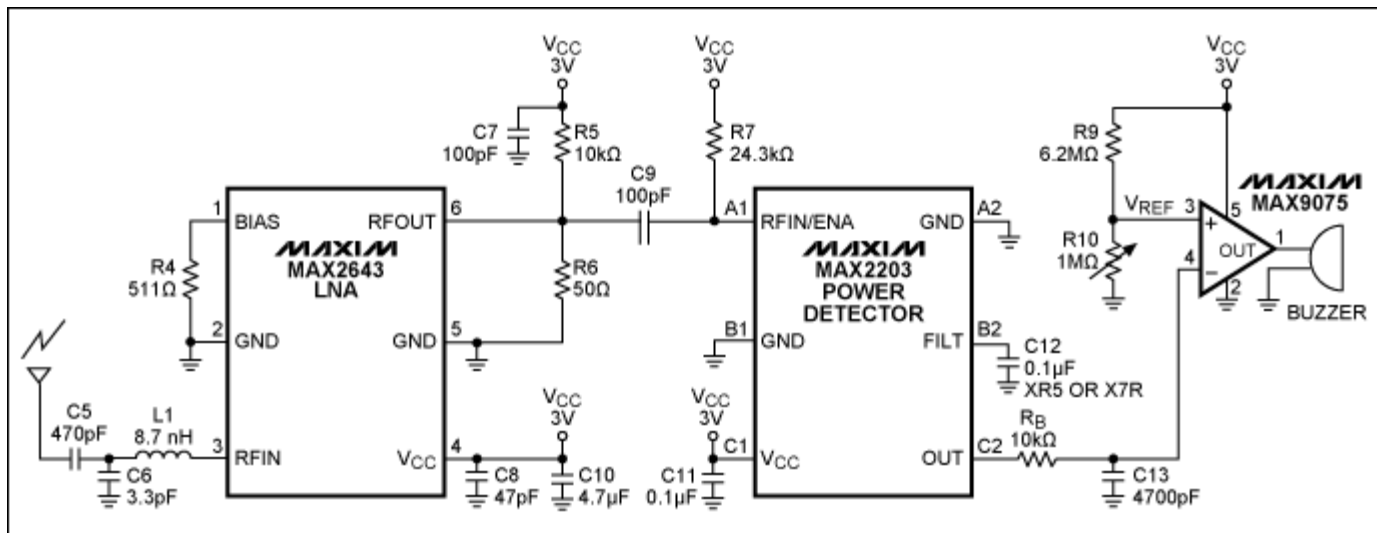 VCC
3V
C7
100pF
R5
10kΩ
VCC
3V
R7
24.3kΩ
C9
100pF
VCC
3V
R9
6.2MΩ
VREF
R10
1MΩ
MAXIM
MAX9075
3
+
5
4
−
OUT
1
2
BUZZER
1
BIAS
RFOUT
6
MAXIM
MAX2643
LNA
R4
511Ω
2
GND
GND
5
R6
50Ω
C5
470pF
L1
8.7 nH
C6
3.3pF
3
RFIN
VCC
4
C8
47pF
VCC
3V
C10
4.7µF
A1
RFIN/ENA
GND
A2
MAXIM
MAX2203
POWER
DETECTOR
B1
GND
FILT
B2
C12
0.1µF
XR5 OR X7R
VCC
3V
C1
VCC
C11
0.1µF
OUT
C2
RB
10kΩ
C13
4700pF